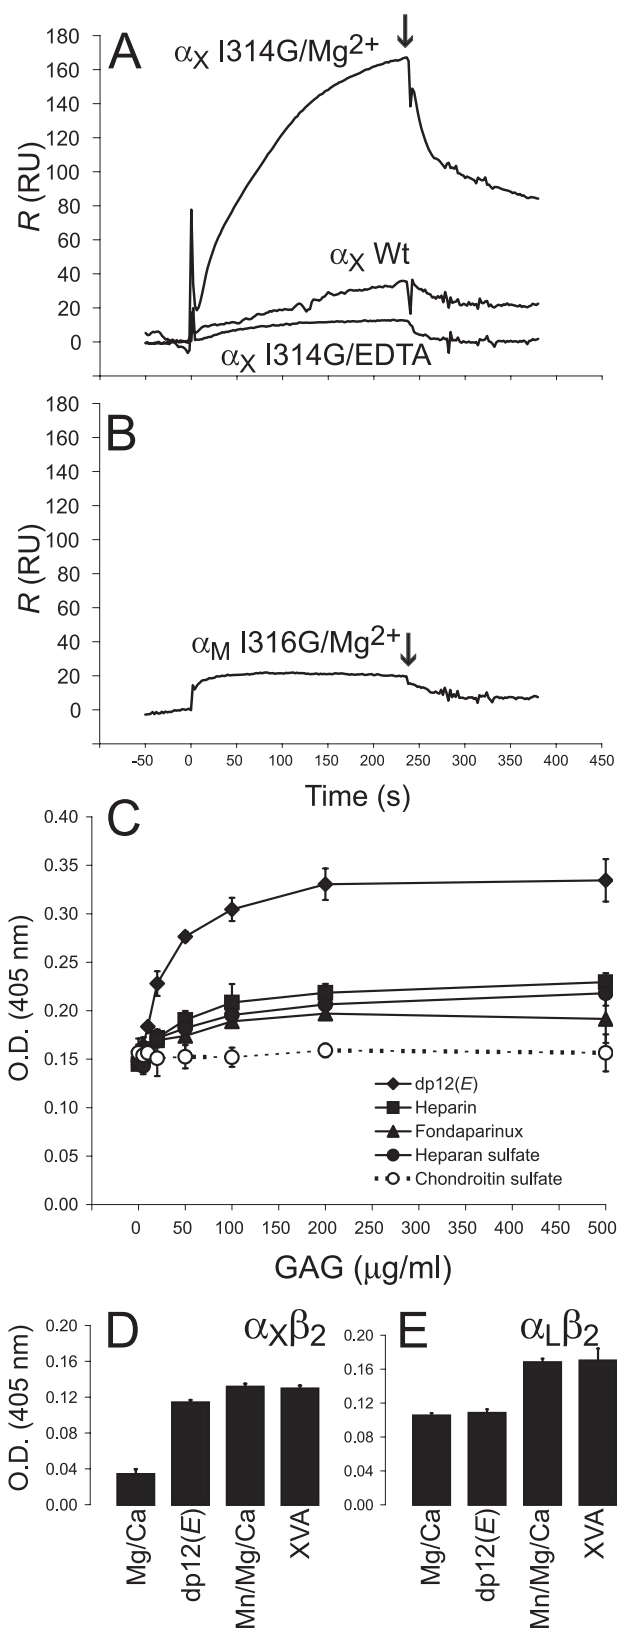 A
αX I314G/Mg2+
αX Wt
αX I314G/EDTA
R (RU)
180
160
140
120
100
80
60
40
20
0
B
αM I316G/Mg2+
R (RU)
180
160
140
120
100
80
60
40
20
0
-50 0 50 100 150 200 250 300 350 400 450
Time (s)
C
O.D. (405 nm)
0.40
0.35
0.30
0.25
0.20
0.15
0.10
0.05
0.00
dp12(E)
Heparin
Fondaparinux
Heparan sulfate
Chondroitin sulfate
0 50 100 150 200 250 300 350 400 450 500
GAG (μg/ml)
D
αXβ2
O.D. (405 nm)
0.20
0.16
0.12
0.08
0.04
0.00
Mg/Ca
dp12(E)
Mn/Mg/Ca
XVA
E
αLβ2
0.20
0.16
0.12
0.08
0.04
0.00
Mg/Ca
dp12(E)
Mn/Mg/Ca
XVA